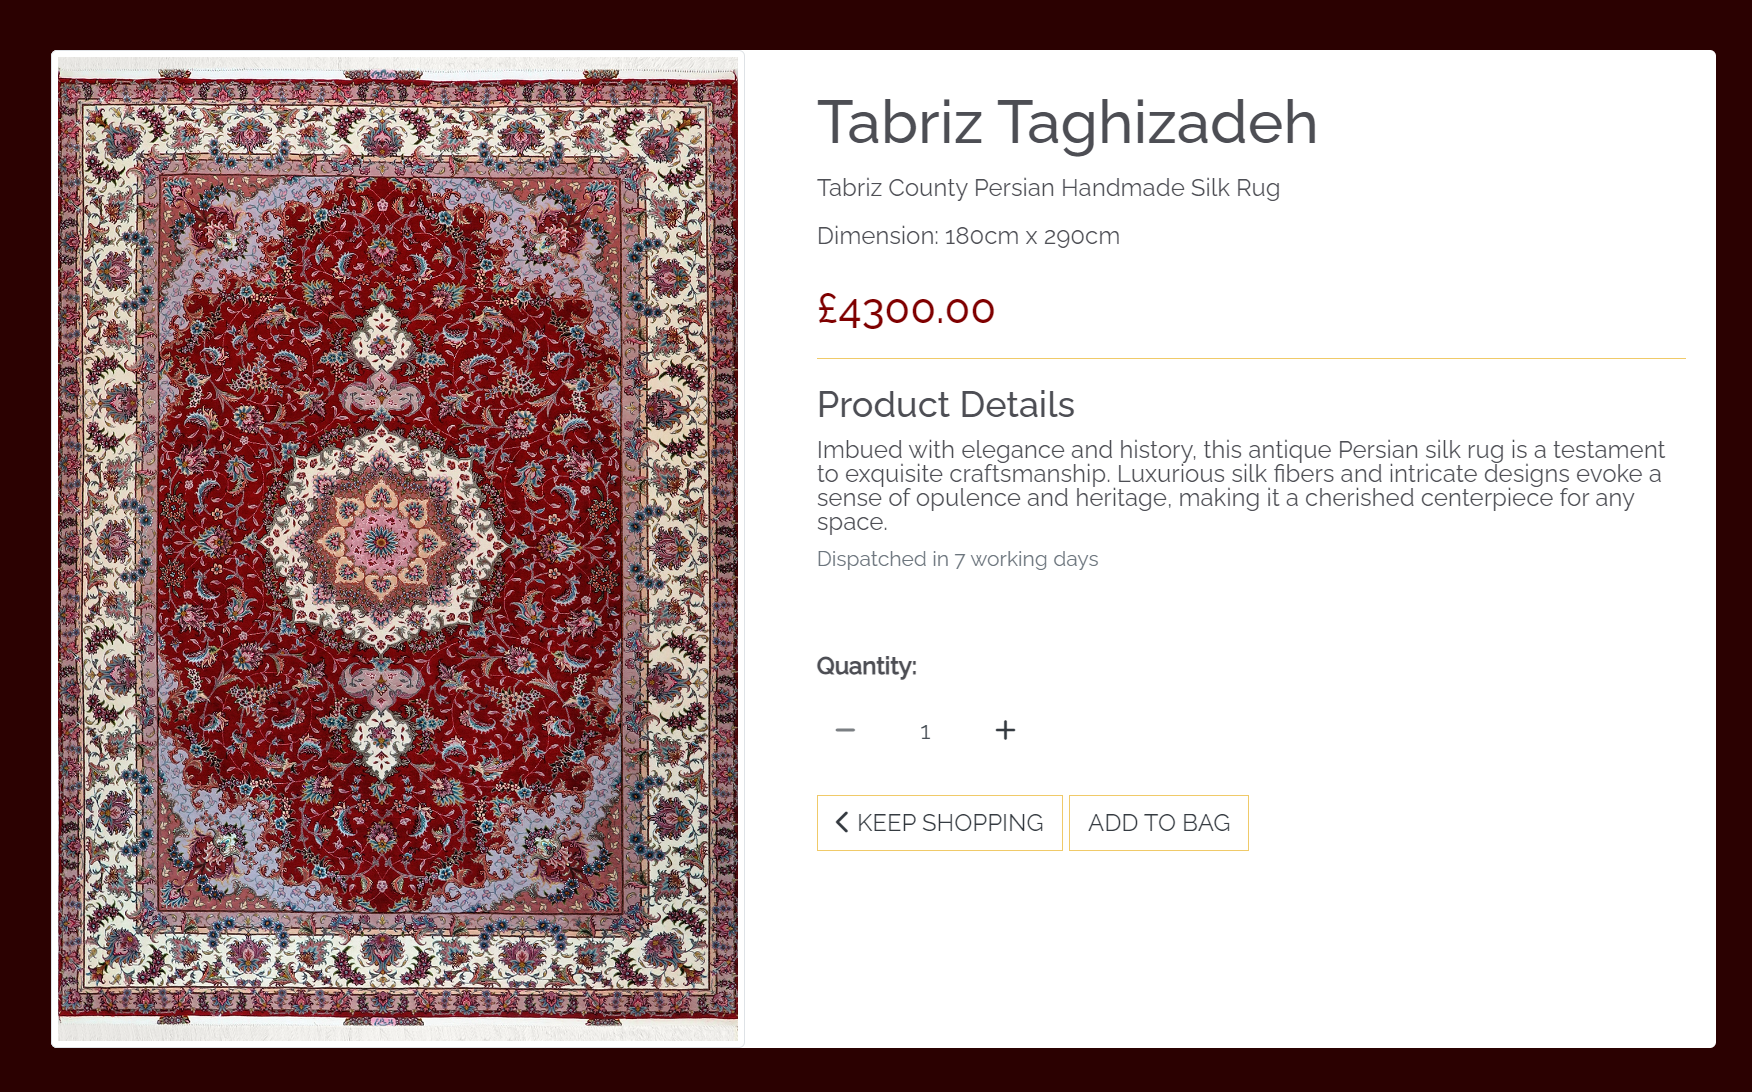 Tabriz Taghizadeh
Tabriz County Persian Handmade Silk Rug
Dimension: 180cm x 290cm
£4300.00
Product Details
Imbued with elegance and history, this antique Persian silk rug is a testament
to exquisite craftsmanship. Luxurious silk fibers and intricate designs evoke a
sense of opulence and heritage, making it a cherished centerpiece for any
space.
Dispatched in 7 working days
Quantity:
1
KEEP SHOPPING
ADD TO BAG